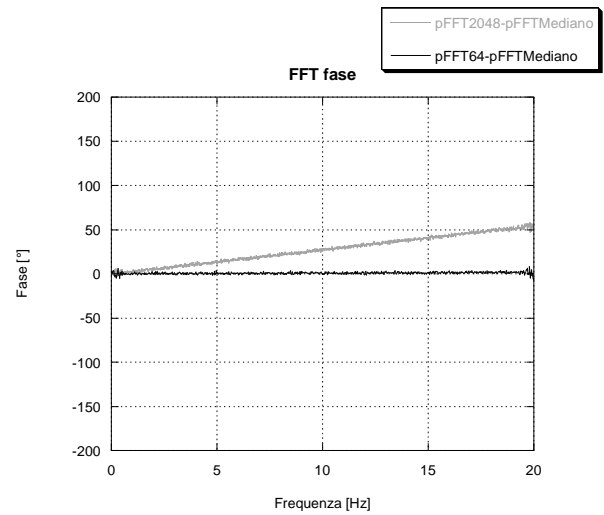 pFFT2048-pFFTMediano
pFFT64-pFFTMediano
FFT fase
200
150
100
50
0
-50
-100
-150
-200
Fase [°]
0
5
10
15
20
Frequenza [Hz]